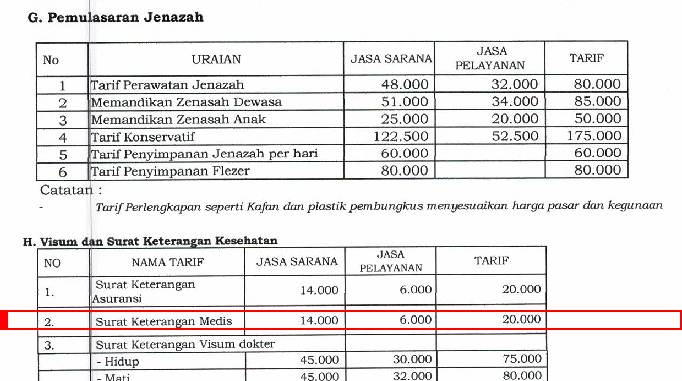 G. Pemulasaran Jenazah
No URAIAN JASA SARANA JASA PELAYANAN TARIF
1 Tarif Perawatan Jenazah 48.000 32.000 80.000
2 Memandikan Zenasah Dewasa 51.000 34.000 85.000
3 Memandikan Zenasah Anak 25.000 20.000 50.000
4 Tarif Konservatif 122.500 52.500 175.000
5 Tarif Penyimpanan Jenazah per hari 60.000 60.000
6 Tarif Penyimpanan Flezer 80.000 80.000
Catatan :
- Tarif Perlengkapan seperti Kafan dan plastik pembungkus menyesuaikan harga pasar dan kegunaan
H. Visum dan Surat Keterangan Kesehatan
NO NAMA TARIF JASA SARANA JASA PELAYANAN TARIF
1. Surat Keterangan Asuransi 14.000 6.000 20.000
2. Surat Keterangan Medis 14.000 6.000 20.000
3. Surat Keterangan Visum dokter
- Hidup 45.000 30.000 75.000
- Mati 45.000 32.000 80.000